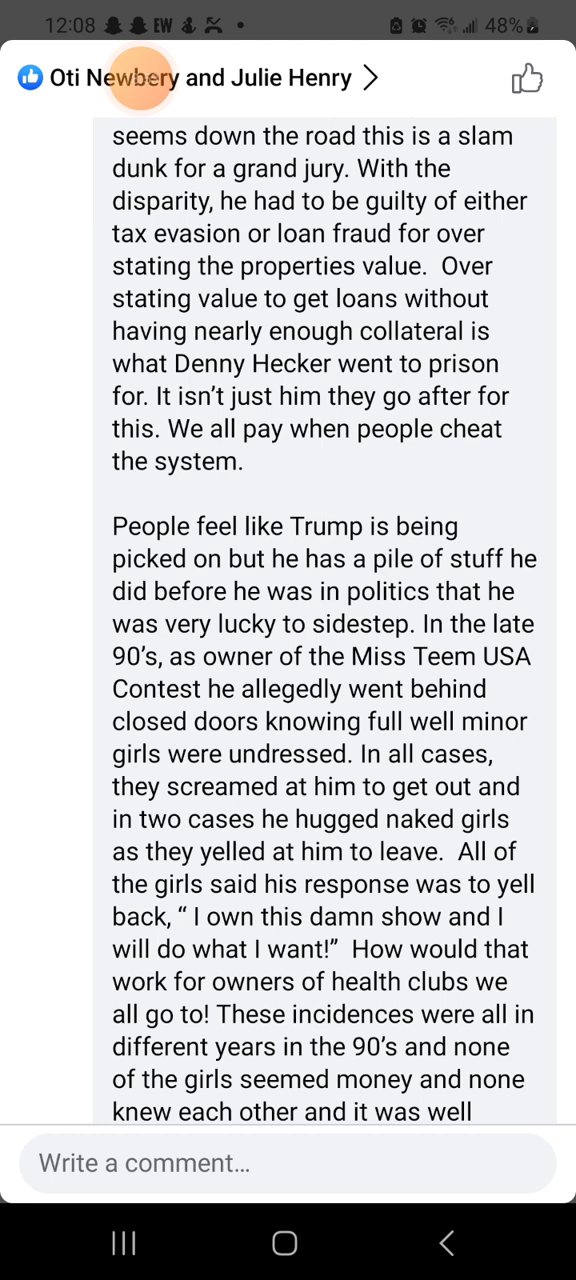 12:08 EW • 48%
Oti Newbery and Julie Henry
seems down the road this is a slam
dunk for a grand jury. With the
disparity, he had to be guilty of either
tax evasion or loan fraud for over
stating the properties value.  Over
stating value to get loans without
having nearly enough collateral is
what Denny Hecker went to prison
for. It isn’t just him they go after for
this. We all pay when people cheat
the system.
People feel like Trump is being
picked on but he has a pile of stuff he
did before he was in politics that he
was very lucky to sidestep. In the late
90’s, as owner of the Miss Teem USA
Contest he allegedly went behind
closed doors knowing full well minor
girls were undressed. In all cases,
they screamed at him to get out and
in two cases he hugged naked girls
as they yelled at him to leave.  All of
the girls said his response was to yell
back, “ I own this damn show and I
will do what I want!”  How would that
work for owners of health clubs we
all go to! These incidences were all in
different years in the 90’s and none
of the girls seemed money and none
knew each other and it was well
Write a comment…